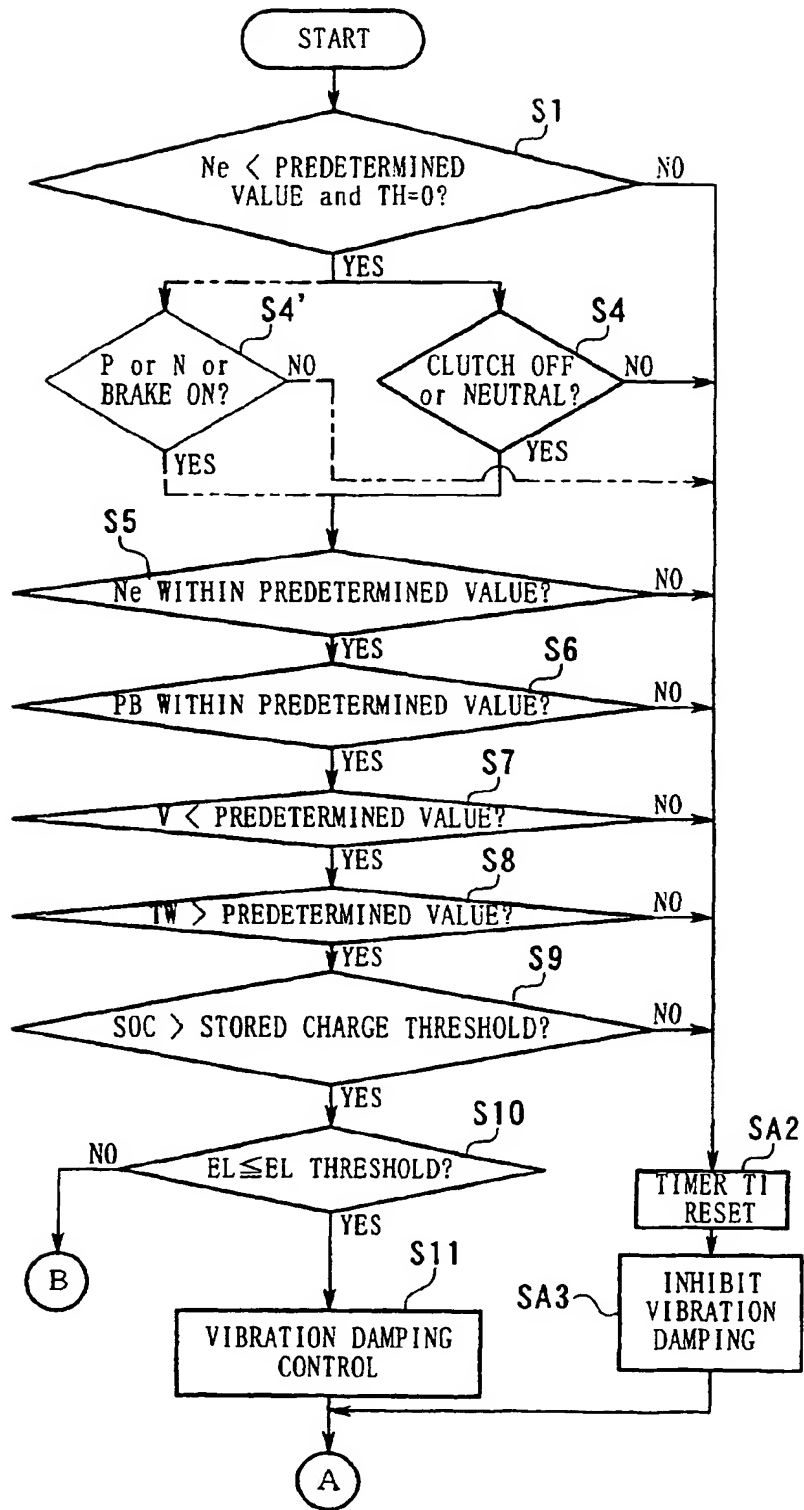 START
S1
Ne < PREDETERMINED
VALUE and TH=0?
NO
YES
S4'
P or N or
BRAKE ON?
NO
YES
S4
CLUTCH OFF
or NEUTRAL?
NO
YES
S5
Ne WITHIN PREDETERMINED VALUE?
NO
YES
S6
PB WITHIN PREDETERMINED VALUE?
NO
YES
S7
V < PREDETERMINED VALUE?
NO
YES
S8
TW > PREDETERMINED VALUE?
NO
YES
S9
SOC > STORED CHARGE THRESHOLD?
NO
YES
S10
EL≦EL THRESHOLD?
NO
YES
B
S11
VIBRATION DAMPING
CONTROL
SA2
TIMER T1
RESET
SA3
INHIBIT
VIBRATION
DAMPING
A